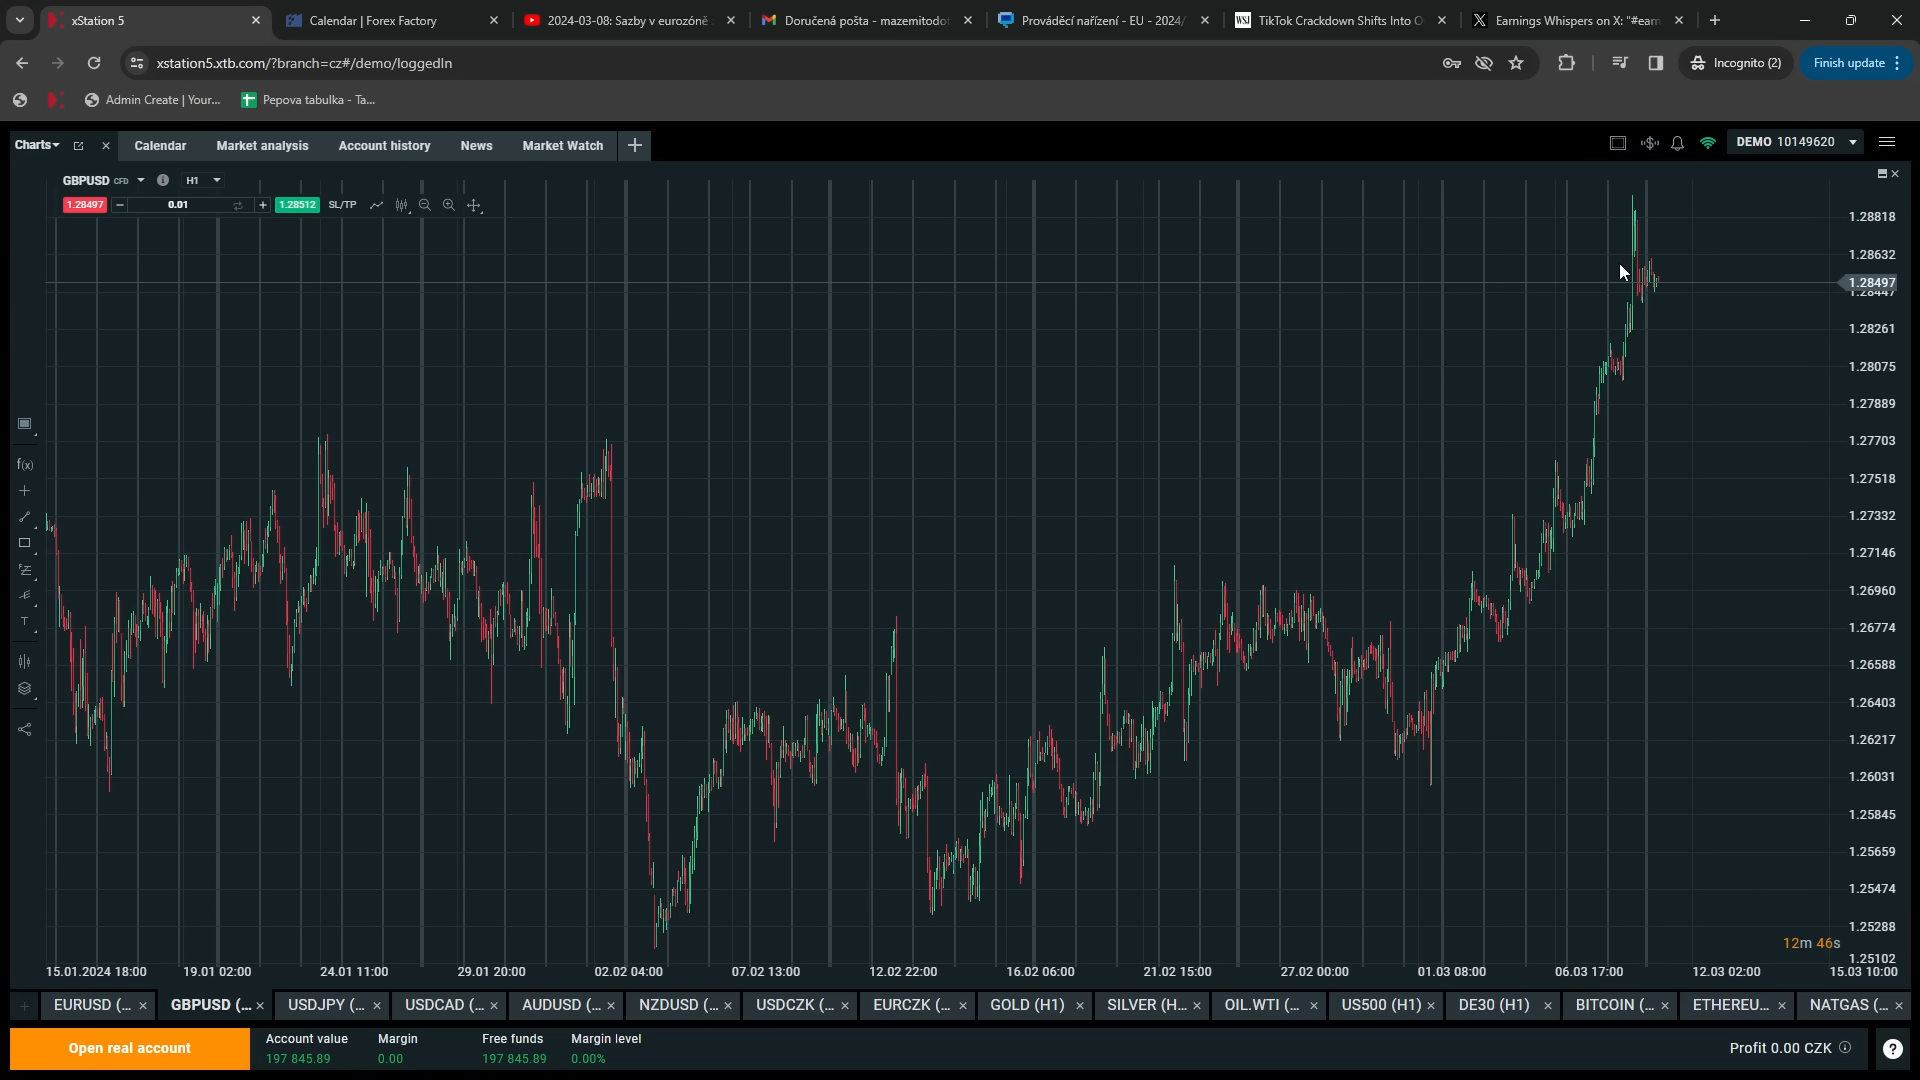 xStation 5
Calendar | Forex Factory
2024-03-08: Sazby v eurozóně
Doručená pošta - mazemitodo
Prováděcí nařízení - EU - 2024/
TikTok Crackdown Shifts Into O
Earnings Whispers on X: "#earn
xstation5.xtb.com/?branch=cz#/demo/loggedIn
Incognito (2)
Finish update
Admin Create | Your...
Pepova tabulka - Ta...
Charts
Calendar
Market analysis
Account history
News
Market Watch
DEMO 10149620
GBPUSD CFD
H1
1.28497
0.01
1.28512
SL/TP
1.28818
1.28632
1.28497
1.28447
1.28261
1.28075
1.27889
1.27703
1.27518
1.27332
1.27146
1.26960
1.26774
1.26588
1.26403
1.26217
1.26031
1.25845
1.25659
1.25474
1.25288
12m 46s
1.25102
15.01.2024 18:00
19.01 02:00
24.01 11:00
29.01 20:00
02.02 04:00
07.02 13:00
12.02 22:00
16.02 06:00
21.02 15:00
27.02 00:00
01.03 08:00
06.03 17:00
12.03 02:00
15.03 10:00
EURUSD (...
GBPUSD (...
USDJPY (...
USDCAD (...
AUDUSD (...
NZDUSD (...
USDCZK (...
EURCZK (...
GOLD (H1)
SILVER (H...
OIL.WTI (...
US500 (H1)
DE30 (H1)
BITCOIN (...
ETHEREU...
NATGAS (...
Open real account
Account value
197 845.89
Margin
0.00
Free funds
197 845.89
Margin level
0.00%
Profit 0.00 CZK